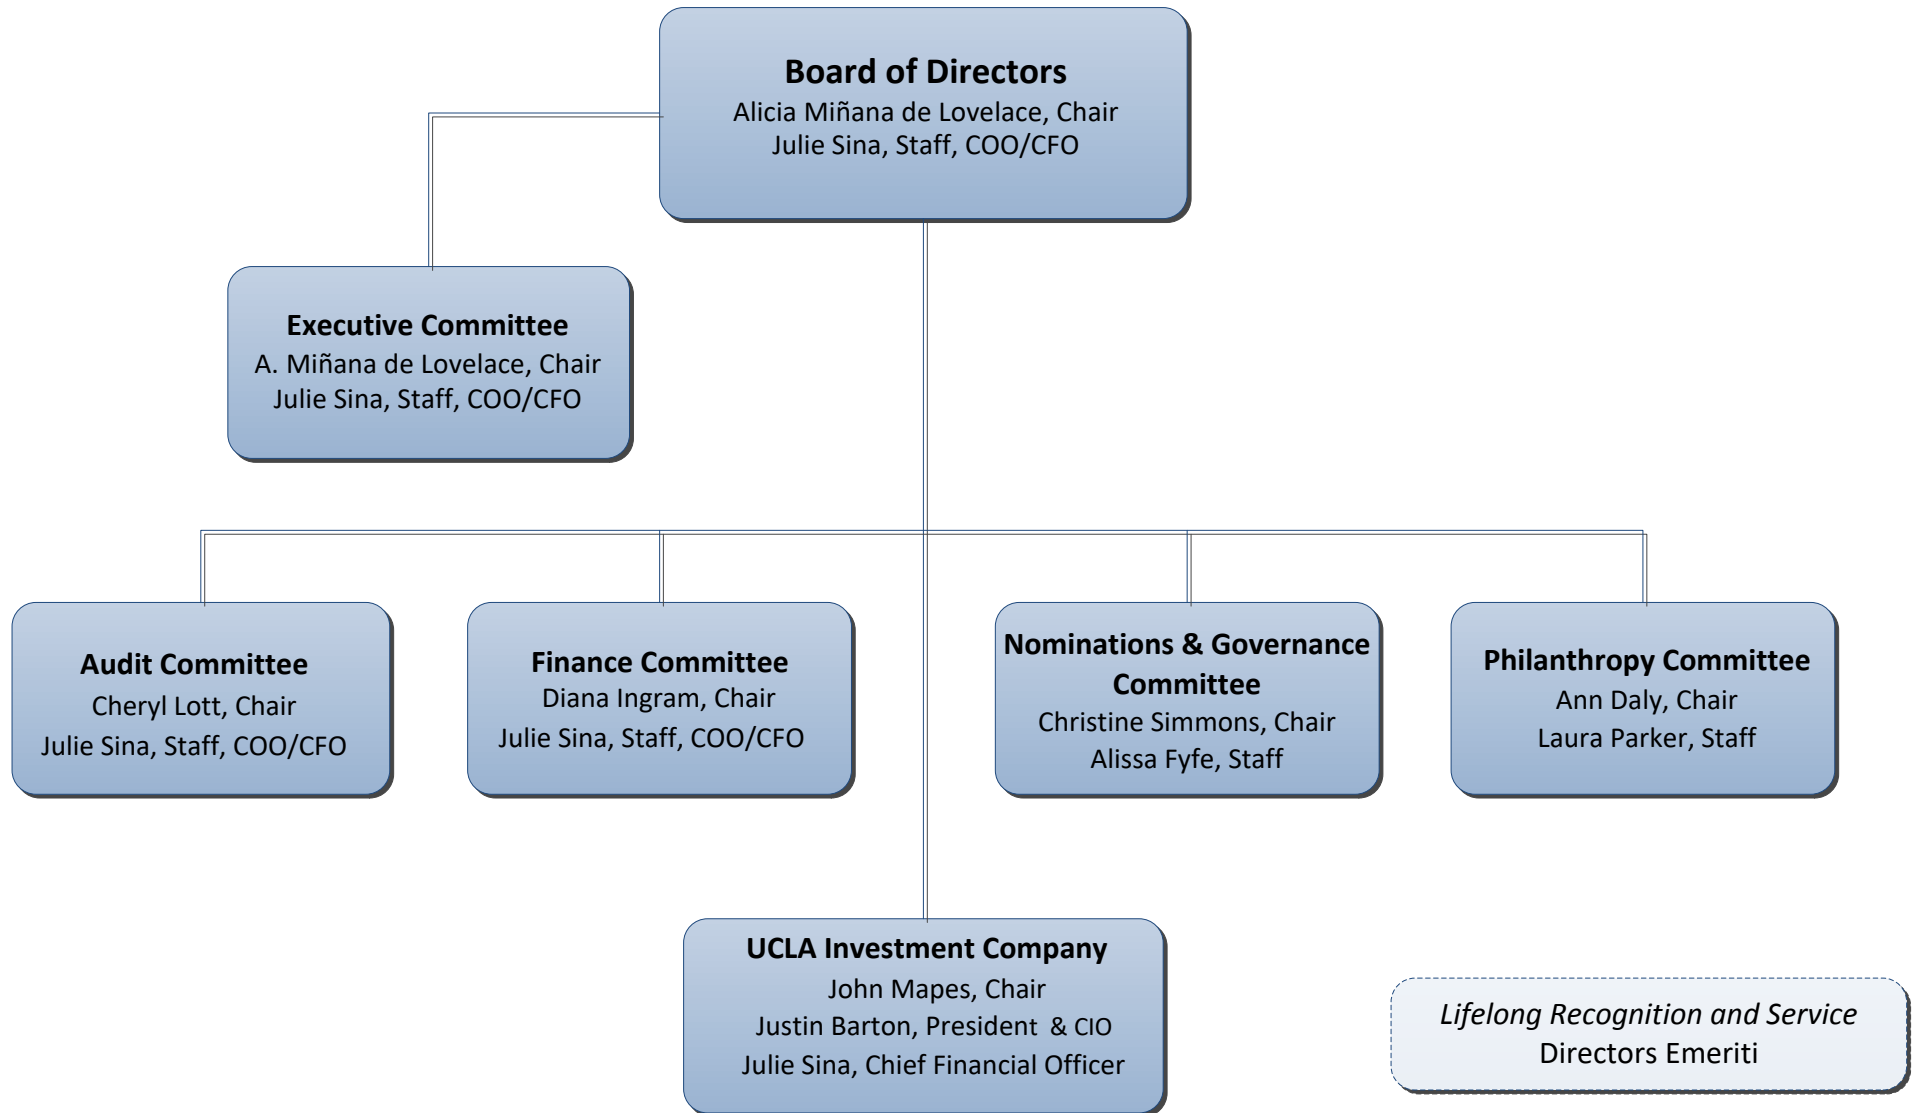 Board of Directors
Alicia Miñana de Lovelace, Chair
Julie Sina, Staff, COO/CFO
Executive Committee
A. Miñana de Lovelace, Chair
Julie Sina, Staff, COO/CFO
Audit Committee
Cheryl Lott, Chair
Julie Sina, Staff, COO/CFO
Finance Committee
Diana Ingram, Chair
Julie Sina, Staff, COO/CFO
Nominations & Governance
Committee
Christine Simmons, Chair
Alissa Fyfe, Staff
Philanthropy Committee
Ann Daly, Chair
Laura Parker, Staff
UCLA Investment Company
John Mapes, Chair
Justin Barton, President & CIO
Julie Sina, Chief Financial Officer
Lifelong Recognition and Service
Directors Emeriti